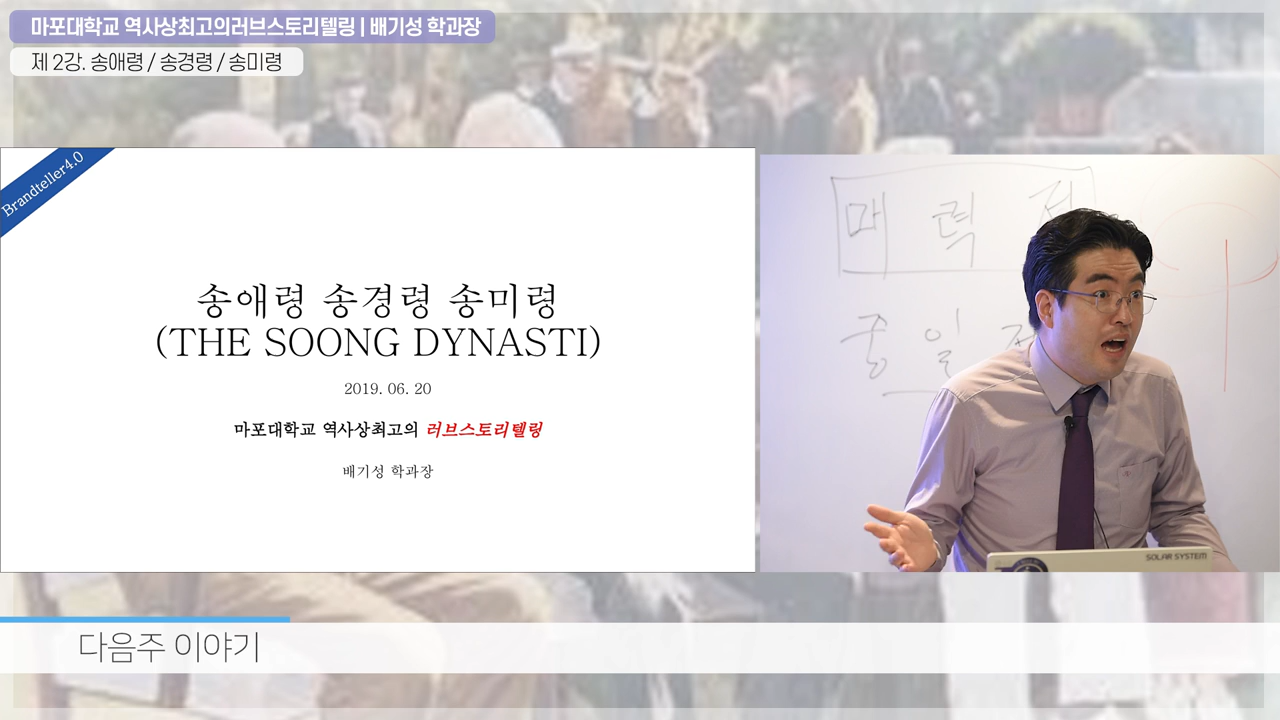 마포대학교 역사상최고의러브스토리텔링 | 배기성 학과장
제 2강. 송애령 / 송경령 / 송미령
Brandteller4.0
송애령 송경령 송미령
(THE SOONG DYNASTI)
2019. 06. 20
마포대학교 역사상최고의 러브스토리텔링
배기성 학과장
매 력
중 일
SOLAR SYSTEM
다음주 이야기